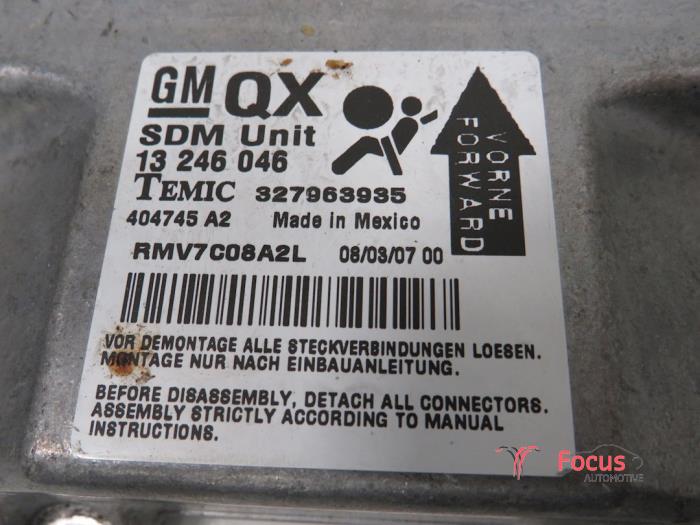 GM QX
SDM Unit
13 246 046
TEMIC 327963935
404745 A2 Made in Mexico
RMV7C08A2L 08/03/07 00
VORNE
FORWARD
VOR DEMONTAGE ALLE STECKVERBINDUNGEN LOESEN.
MONTAGE NUR NACH EINBAUANLEITUNG.
BEFORE DISASSEMBLY, DETACH ALL CONNECTORS.
ASSEMBLY STRICTLY ACCORDING TO MANUAL
INSTRUCTIONS.
Focus
AUTOMOTIVE